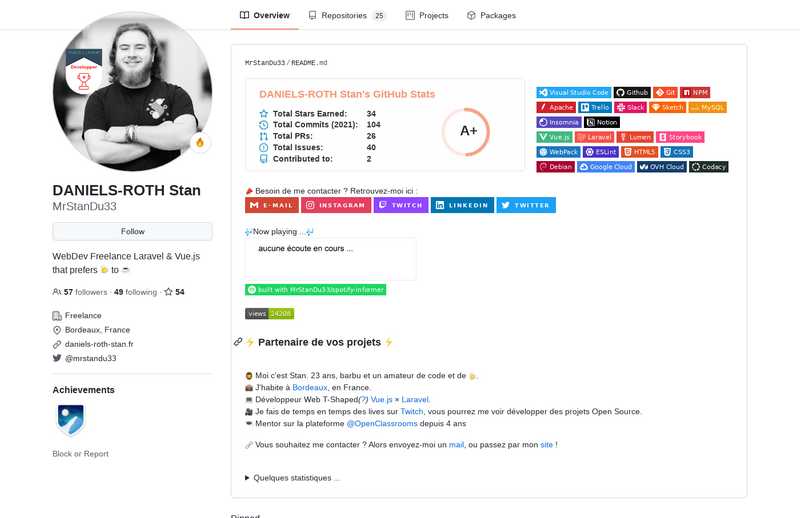 Overview
Repositories 25
Projects
Packages
Developper
DANIELS-ROTH Stan
MrStanDu33
Follow
WebDev Freelance Laravel & Vue.js
that prefers 🍺 to ☕
57 followers · 49 following · 54
Freelance
Bordeaux, France
daniels-roth-stan.fr
@mrstandu33
Achievements
Block or Report
MrStanDu33 / README.md
DANIELS-ROTH Stan's GitHub Stats
Total Stars Earned: 34
Total Commits (2021): 104
Total PRs: 26
Total Issues: 40
Contributed to: 2
A+
Visual Studio Code Github Git NPM
Apache Trello Slack Sketch MySQL
Insomnia Notion
Vue.js Laravel Lumen Storybook
WebPack ESLint HTML5 CSS3
Debian Google Cloud OVH Cloud Codacy
Besoin de me contacter ? Retrouvez-moi ici :
E-MAIL INSTAGRAM TWITCH LINKEDIN TWITTER
Now playing ...
aucune écoute en cours ...
built with MrStanDu33/spotify-informer
views 24208
⚡ Partenaire de vos projets ⚡
Moi c'est Stan. 23 ans, barbu et un amateur de code et de 🍺.
J'habite à Bordeaux, en France.
Développeur Web T-Shaped(?) Vue.js × Laravel.
Je fais de temps en temps des lives sur Twitch, vous pourrez me voir développer des projets Open Source.
Mentor sur la plateforme @OpenClassrooms depuis 4 ans
Vous souhaitez me contacter ? Alors envoyez-moi un mail, ou passez par mon site !
Quelques statistiques ...